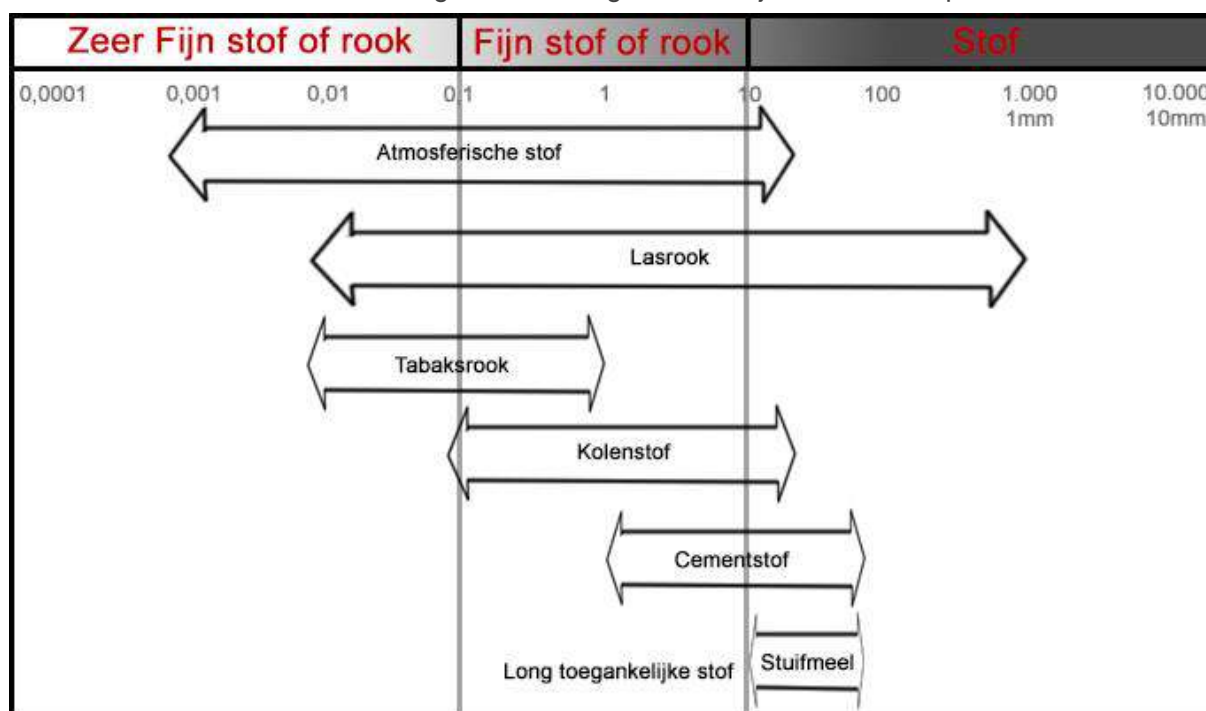 Zeer Fijn stof of rook Fijn stof of rook Stof
0,0001 0,001 0,01 0,1 1 10 100 1.000 10.000
1mm 10mm
Atmosferische stof
Lasrook
Tabaksrook
Kolenstof
Cementstof
Long toegankelijke stof Stuifmeel